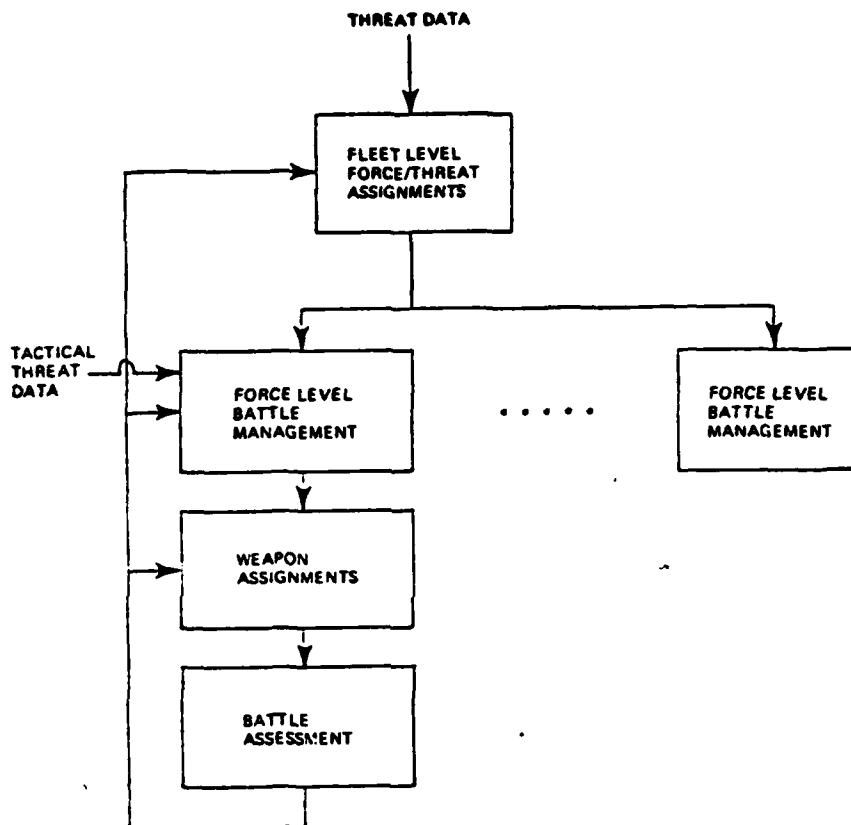 THREAT DATA
FLEET LEVEL
FORCE/THREAT
ASSIGNMENTS
TACTICAL
THREAT
DATA
FORCE LEVEL
BATTLE
MANAGEMENT
FORCE LEVEL
BATTLE
MANAGEMENT
WEAPON
ASSIGNMENTS
BATTLE
ASSESSMENT